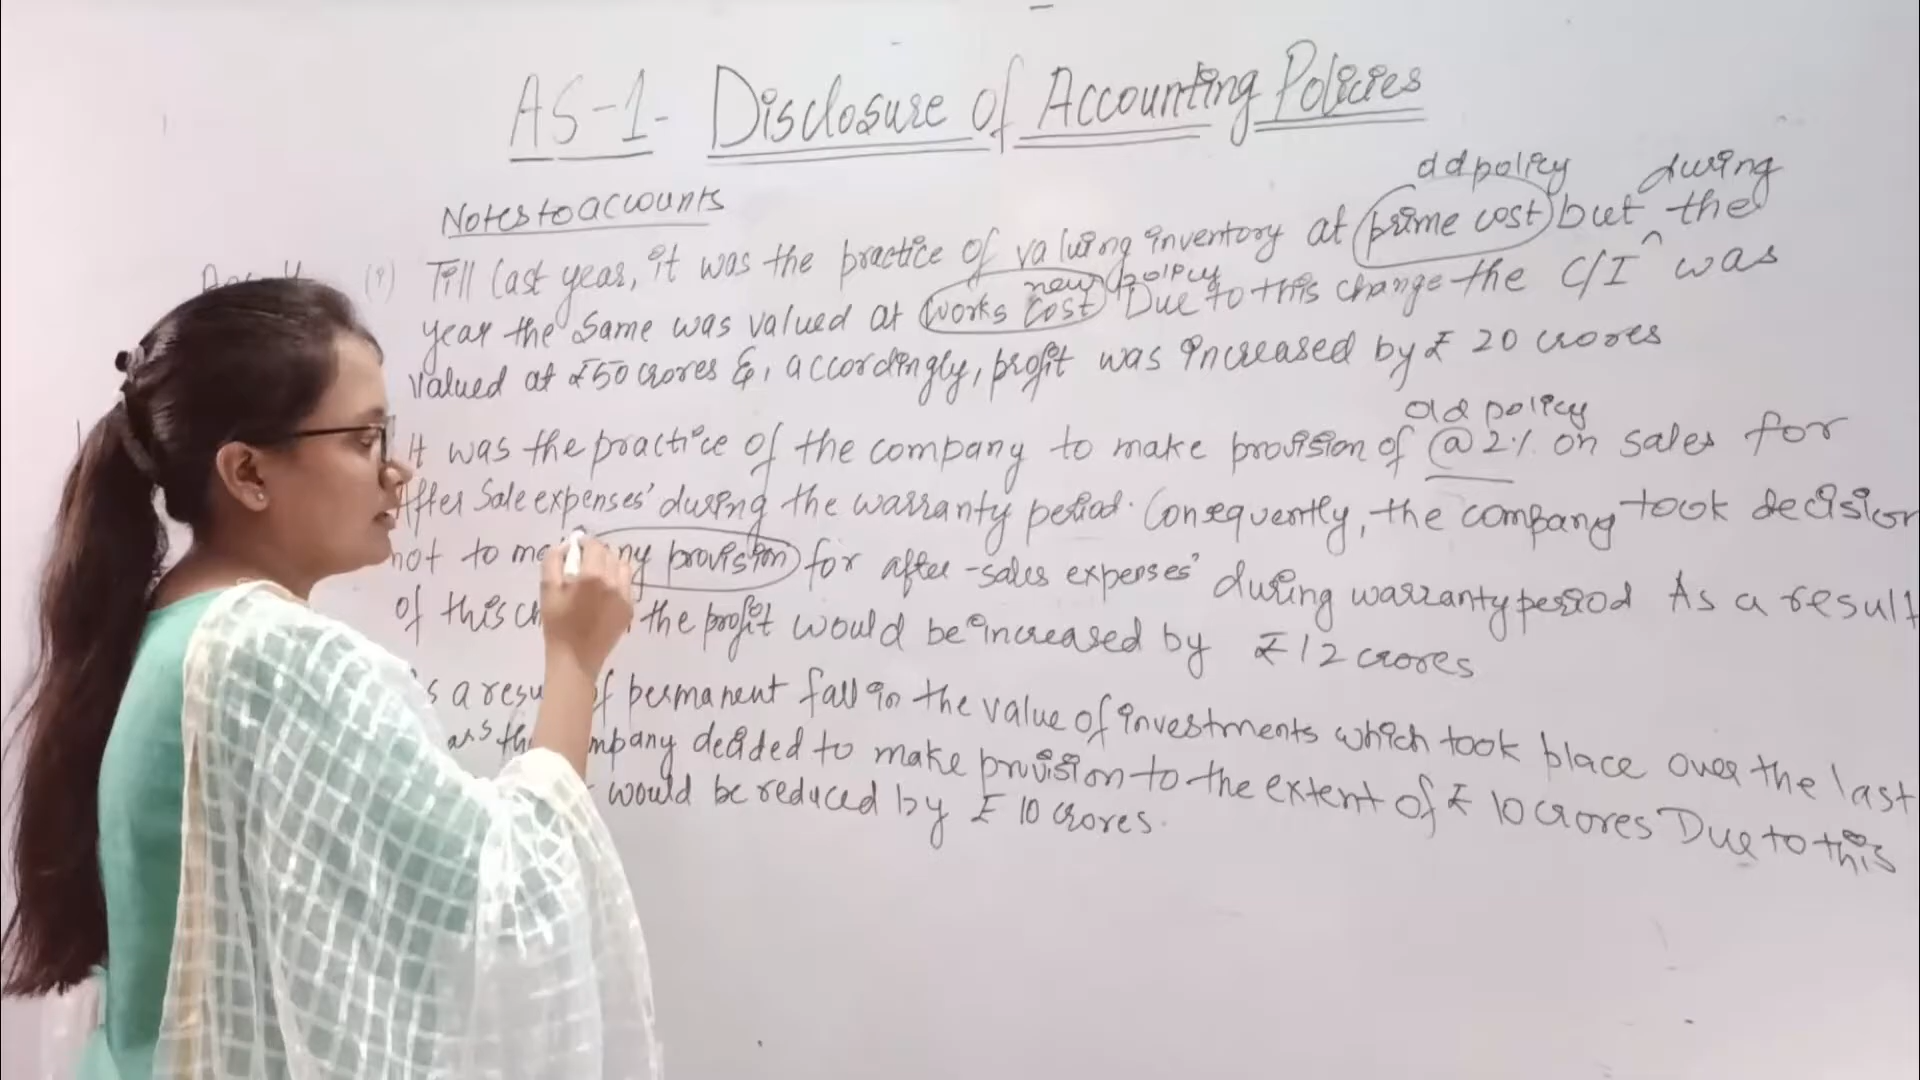 AS-1- Disclosure of Accounting Policies
Notes to accounts
old policy during
(i) Till last year, it was the practice of valuing inventory at prime cost but ^ the
new policy
year the same was valued at works cost Due to this change the C/I was
valued at ₹50 crores &, accordingly, profit was increased by ₹ 20 crores
old policy
It was the practice of the company to make provision of @2% on sales for
After Sale expenses' during the warranty period. Consequently, the company took decision
not to any provision for after-sales expenses' during warranty period As a result
of this the profit would be increased by ₹12 crores
a of permanent fall in the value of investments which took place over the last
decided to make provision to the extent of ₹ 10 crores Due to this
would be reduced by ₹ 10 crores.